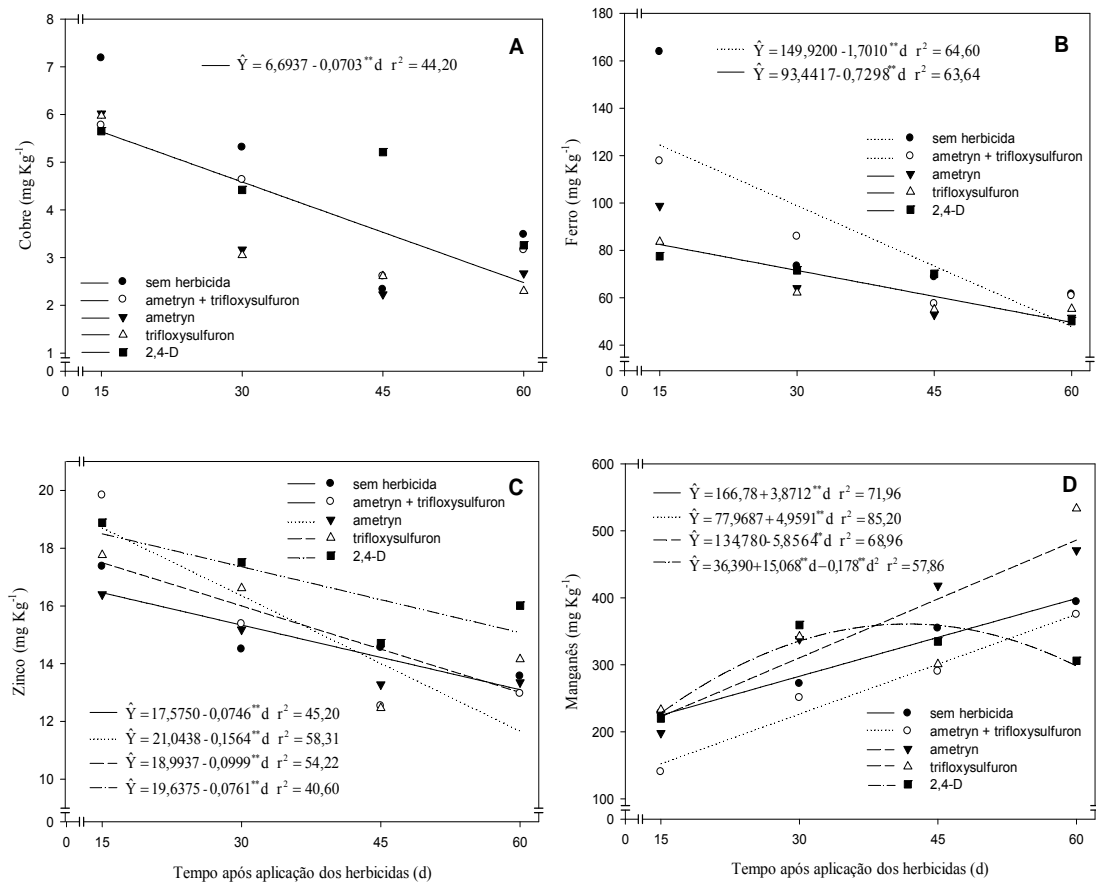 A
Ŷ = 6,6937 - 0,0703**d r² = 44,20
8
7
6
5
4
3
2
1
0
Cobre (mg Kg⁻¹)
sem herbicida
ametryn + trifloxysulfuron
ametryn
trifloxysulfuron
2,4-D
0 15 30 45 60
B
Ŷ = 149,9200 - 1,7010**d r² = 64,60
Ŷ = 93,4417 - 0,7298**d r² = 63,64
180
160
140
120
100
80
60
40
0
Ferro (mg Kg⁻¹)
sem herbicida
ametryn + trifloxysulfuron
ametryn
trifloxysulfuron
2,4-D
0 15 30 45 60
C
sem herbicida
ametryn + trifloxysulfuron
ametryn
trifloxysulfuron
2,4-D
20
18
16
14
12
10
0
Zinco (mg Kg⁻¹)
Ŷ = 17,5750 - 0,0746**d r² = 45,20
Ŷ = 21,0438 - 0,1564**d r² = 58,31
Ŷ = 18,9937 - 0,0999**d r² = 54,22
Ŷ = 19,6375 - 0,0761**d r² = 40,60
0 15 30 45 60
Tempo após aplicação dos herbicidas (d)
D
Ŷ = 166,78 + 3,8712**d r² = 71,96
Ŷ = 77,9687 + 4,9591**d r² = 85,20
Ŷ = 134,780 - 5,8564**d r² = 68,96
Ŷ = 36,390 + 15,068**d – 0,178**d² r² = 57,86
600
500
400
300
200
100
0
Manganês (mg Kg⁻¹)
sem herbicida
ametryn + trifloxysulfuron
ametryn
trifloxysulfuron
2,4-D
0 15 30 45 60
Tempo após aplicação dos herbicidas (d)